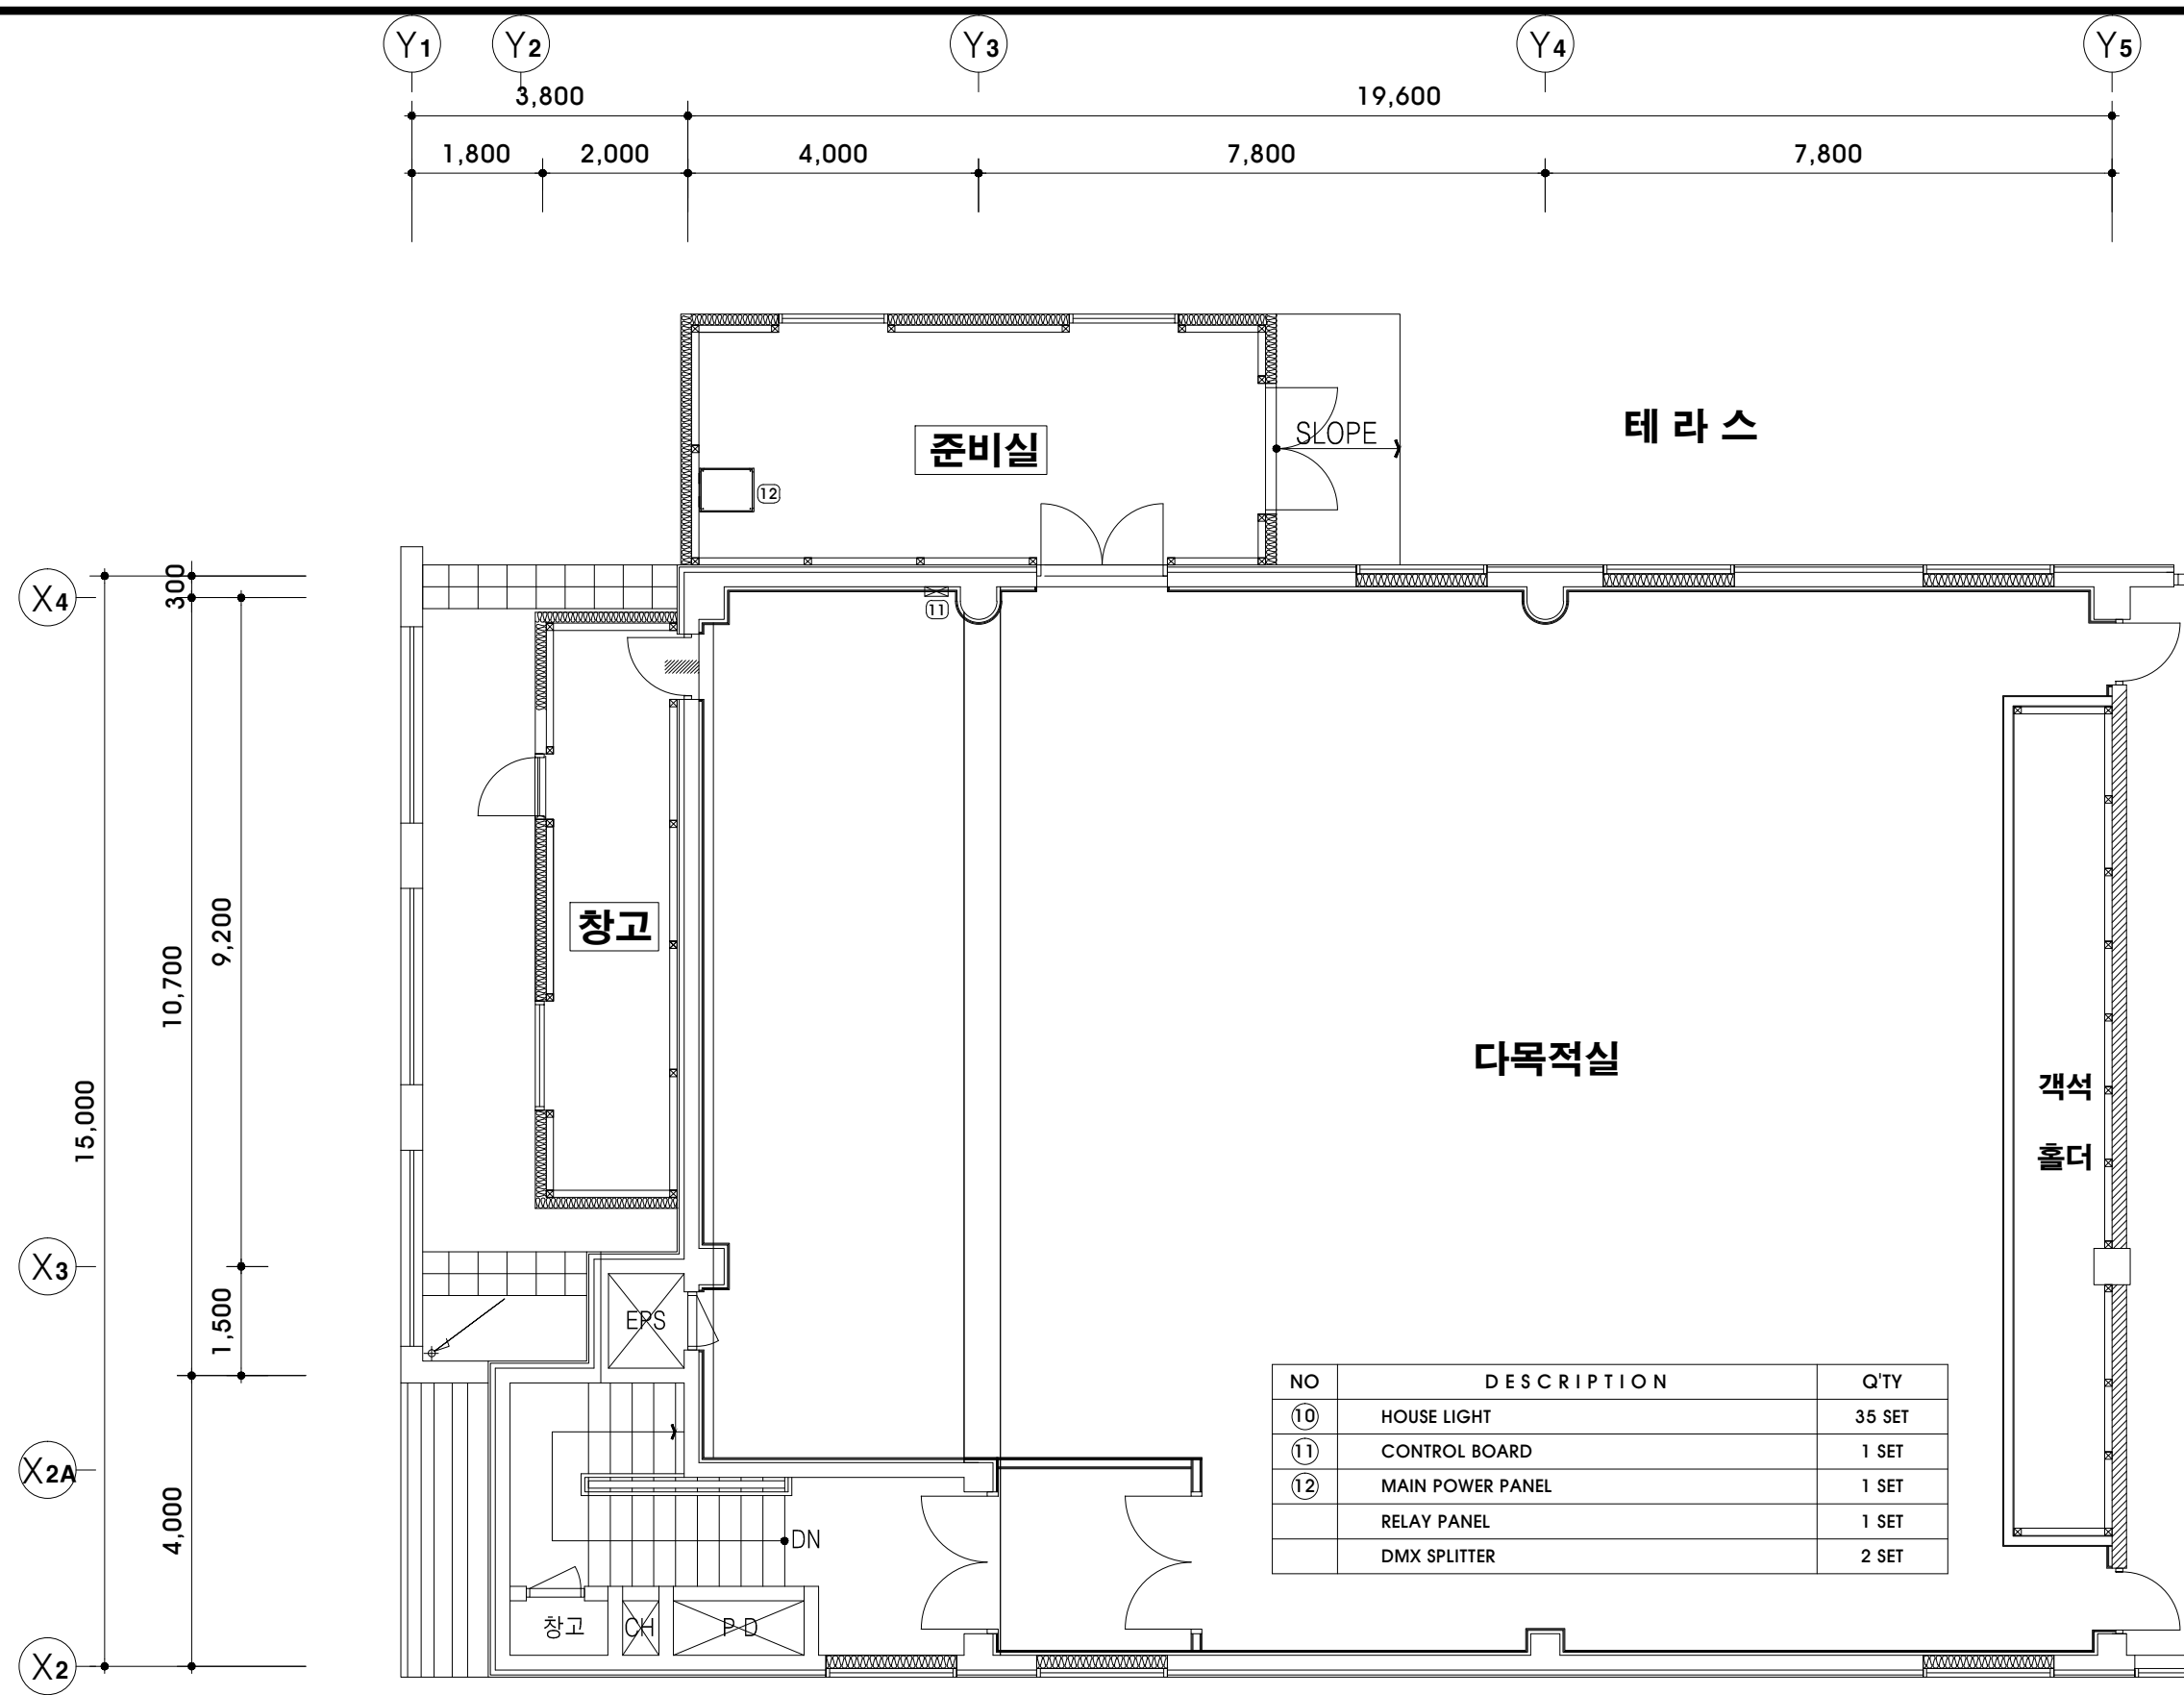 Y1 Y2 Y3 Y4 Y5
3,800 19,600
1,800 2,000 4,000 7,800 7,800
준비실
SLOPE
테 라 스
12
X4
300
11
9,200
창고
10,700
15,000
다목적실
객석
홀더
X3
1,500
EPS
NO DESCRIPTION Q'TY
10 HOUSE LIGHT 35 SET
11 CONTROL BOARD 1 SET
12 MAIN POWER PANEL 1 SET
RELAY PANEL 1 SET
DMX SPLITTER 2 SET
X2A
4,000
DN
창고
CH
P D
X2